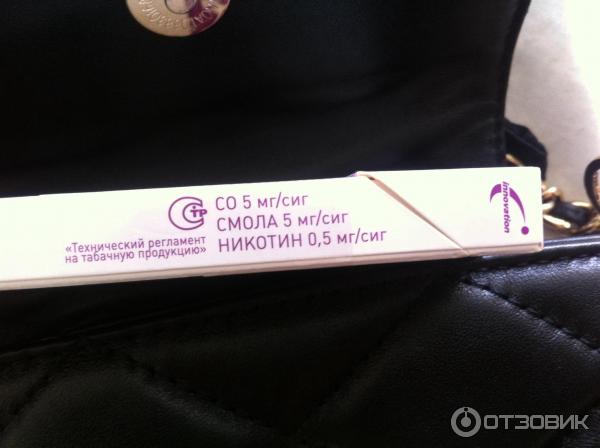 СО 5 мг/сиг
СМОЛА 5 мг/сиг
НИКОТИН 0,5 мг/сиг
СТР
«Технический регламент
на табачную продукцию»
innovation
ОТЗОВИК